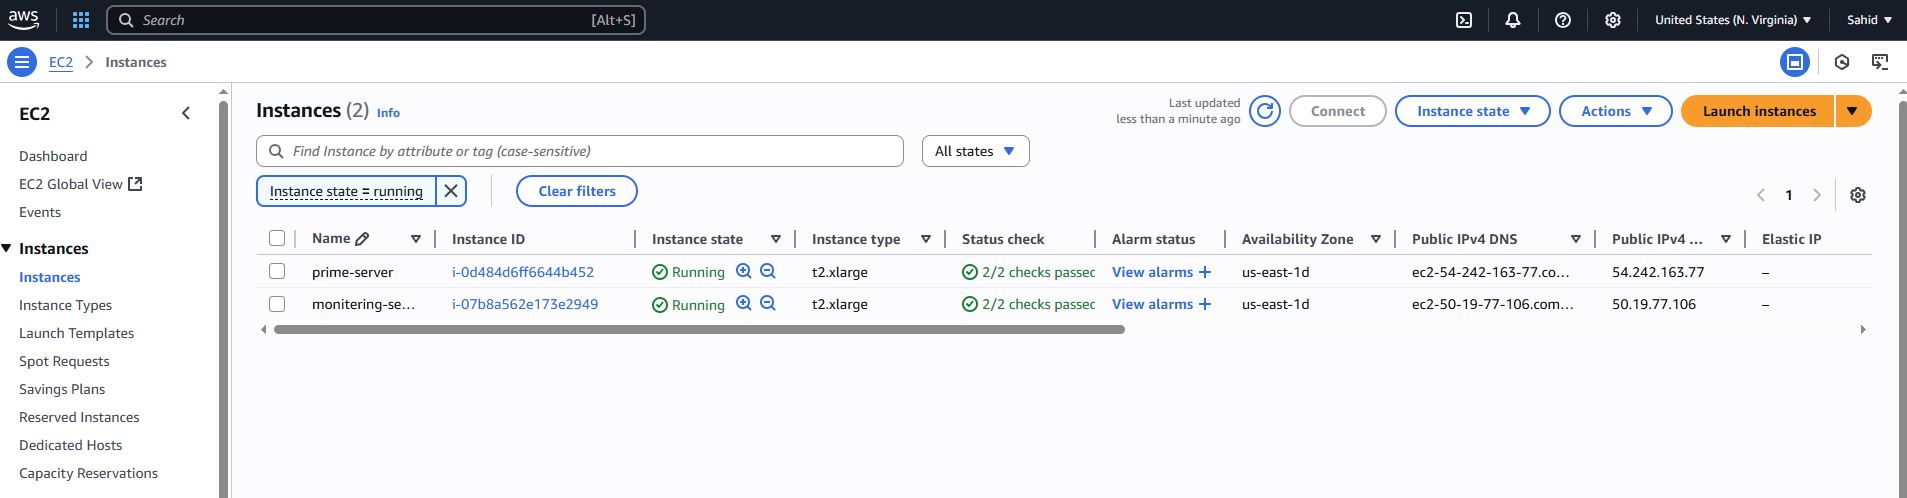 aws Search [Alt+S] United States (N. Virginia) Sahid
EC2 Instances
EC2
Dashboard
EC2 Global View
Events
Instances
Instances
Instance Types
Launch Templates
Spot Requests
Savings Plans
Reserved Instances
Dedicated Hosts
Capacity Reservations
Instances (2) Info
Last updated
less than a minute ago
Connect Instance state Actions Launch instances
Find Instance by attribute or tag (case-sensitive) All states
Instance state = running Clear filters 1
Name Instance ID Instance state Instance type Status check Alarm status Availability Zone Public IPv4 DNS Public IPv4 ... Elastic IP
prime-server i-0d484d6ff6644b452 Running t2.xlarge 2/2 checks passec View alarms + us-east-1d ec2-54-242-163-77.co... 54.242.163.77 –
monitering-se... i-07b8a562e173e2949 Running t2.xlarge 2/2 checks passec View alarms + us-east-1d ec2-50-19-77-106.com... 50.19.77.106 –